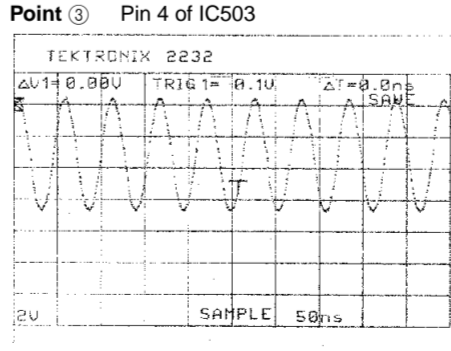 Point ③ Pin 4 of IC503
TEKTRONIX 2232
ΔV1= 0.00V TRIG 1= 0.1V ΔT=0.0ns
SAVE
T
2V SAMPLE 50ns